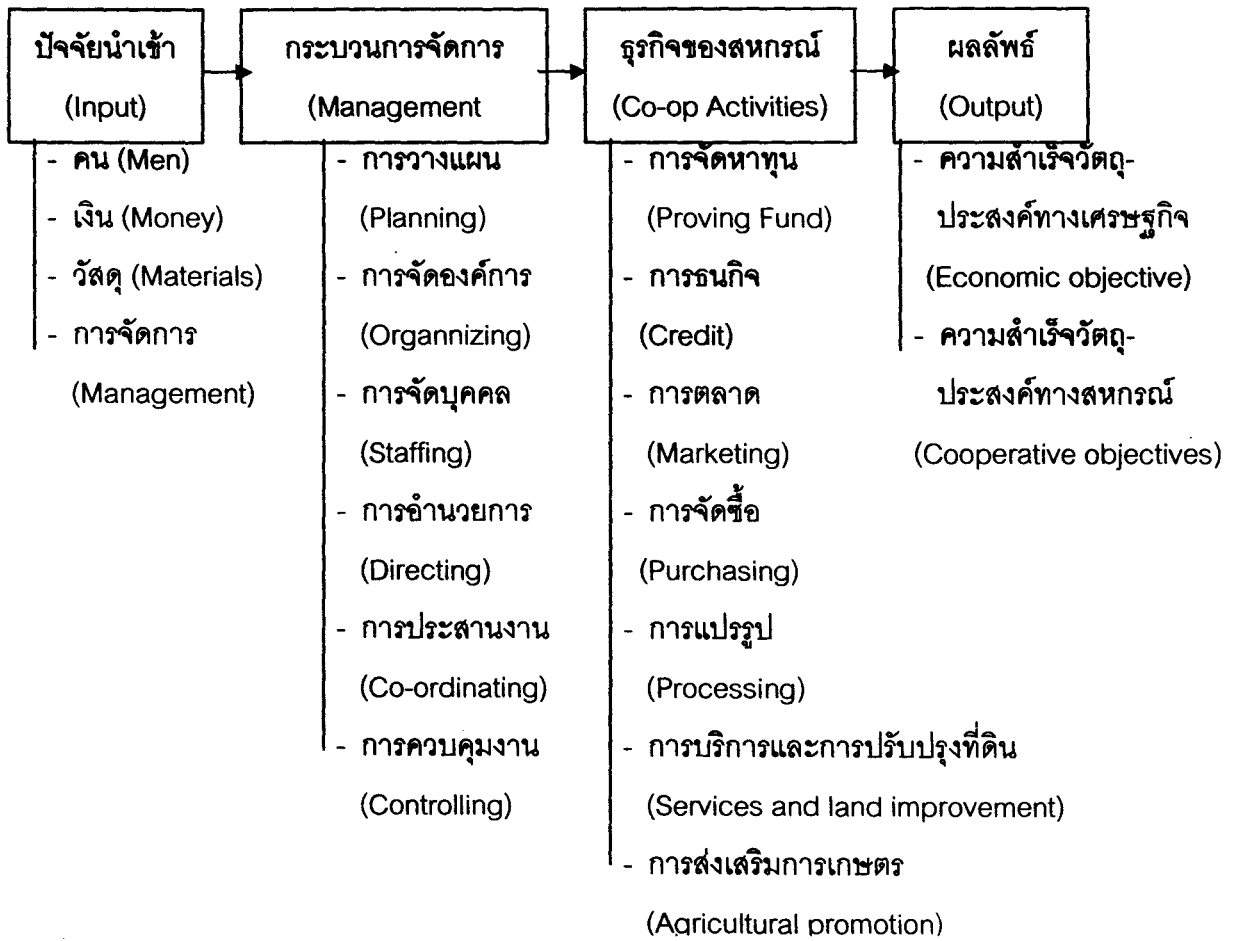 ปัจจัยนำเข้า
(Input)
- คน (Men)
- เงิน (Money)
- วัสดุ (Materials)
- การจัดการ
(Management)
กระบวนการจัดการ
(Management
- การวางแผน
(Planning)
- การจัดองค์การ
(Organnizing)
- การจัดบุคคล
(Staffing)
- การอำนวยการ
(Directing)
- การประสานงาน
(Co-ordinating)
- การควบคุมงาน
(Controlling)
ธุรกิจของสหกรณ์
(Co-op Activities)
- การจัดหาทุน
(Proving Fund)
- การธนกิจ
(Credit)
- การตลาด
(Marketing)
- การจัดซื้อ
(Purchasing)
- การแปรรูป
(Processing)
- การบริการและการปรับปรุงที่ดิน
(Services and land improvement)
- การส่งเสริมการเกษตร
(Agricultural promotion)
ผลลัพธ์
(Output)
- ความสำเร็จวัตถุ-
ประสงค์ทางเศรษฐกิจ
(Economic objective)
- ความสำเร็จวัตถุ-
ประสงค์ทางสหกรณ์
(Cooperative objectives)